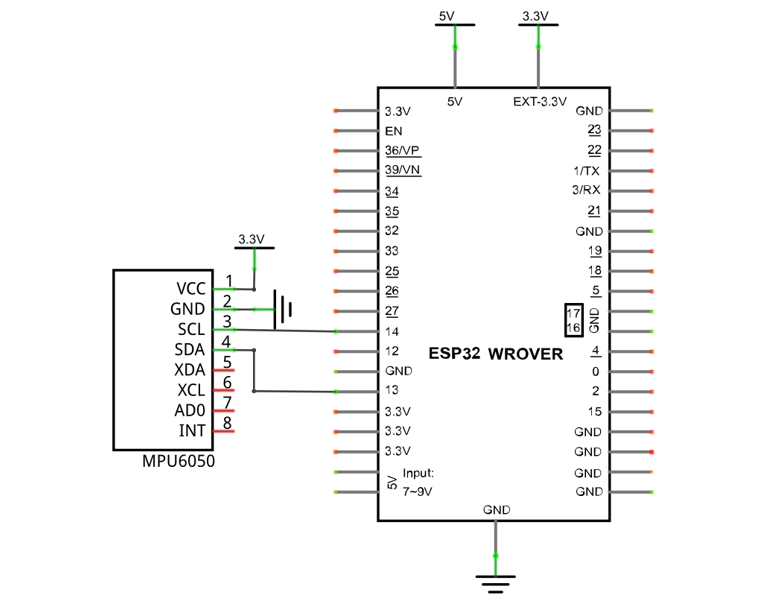 5V 3.3V
5V EXT-3.3V
3.3V GND
EN 23
36/VP 22
39/VN 1/TX
34 3/RX
35 21
32 GND
33 19
25 18
26 5
27
14
12 4
GND 0
13 2
3.3V 15
3.3V GND
3.3V GND
Input: GND
5V
7~9V GND
17
16
GND
ESP32 WROVER
GND
3.3V
VCC 1
GND 2
SCL 3
SDA 4
XDA 5
XCL 6
AD0 7
INT 8
MPU6050